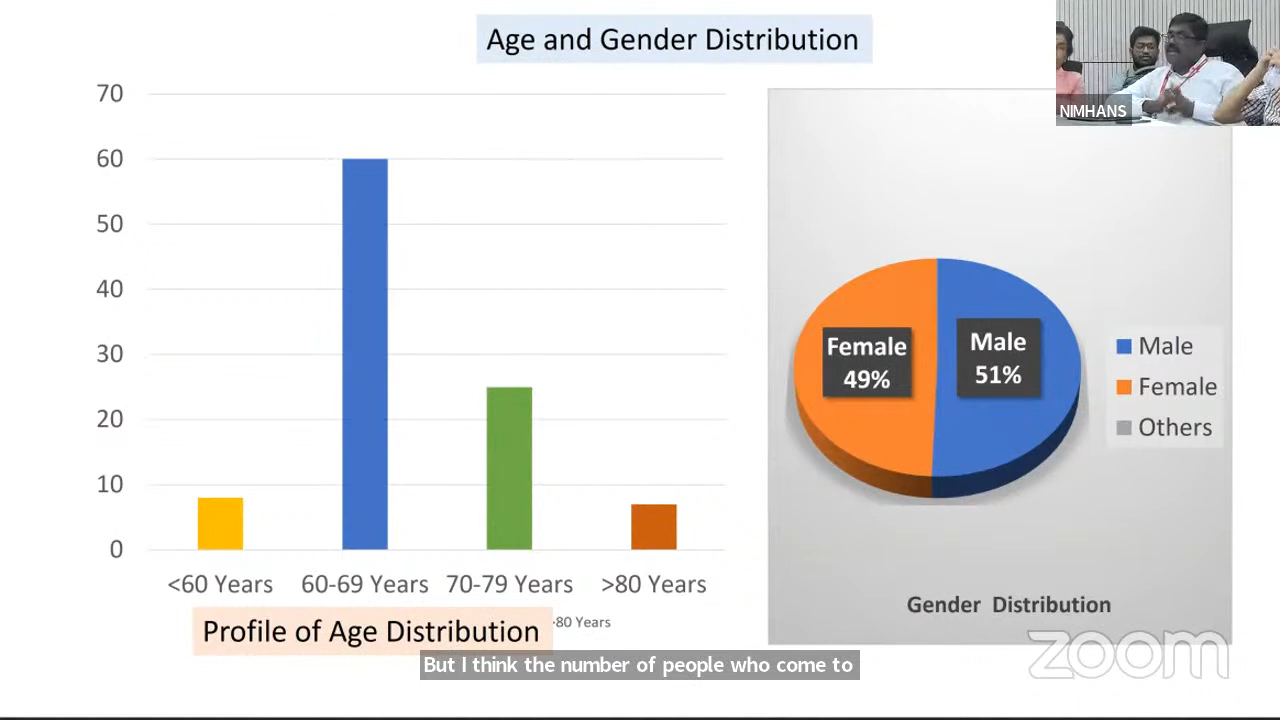 Age and Gender Distribution
NIMHANS
70
60
50
40
30
20
10
0
<60 Years 60-69 Years 70-79 Years >80 Years
Profile of Age Distribution
80 Years
Female
49%
Male
51%
Male
Female
Others
Gender Distribution
zoom
But I think the number of people who come to